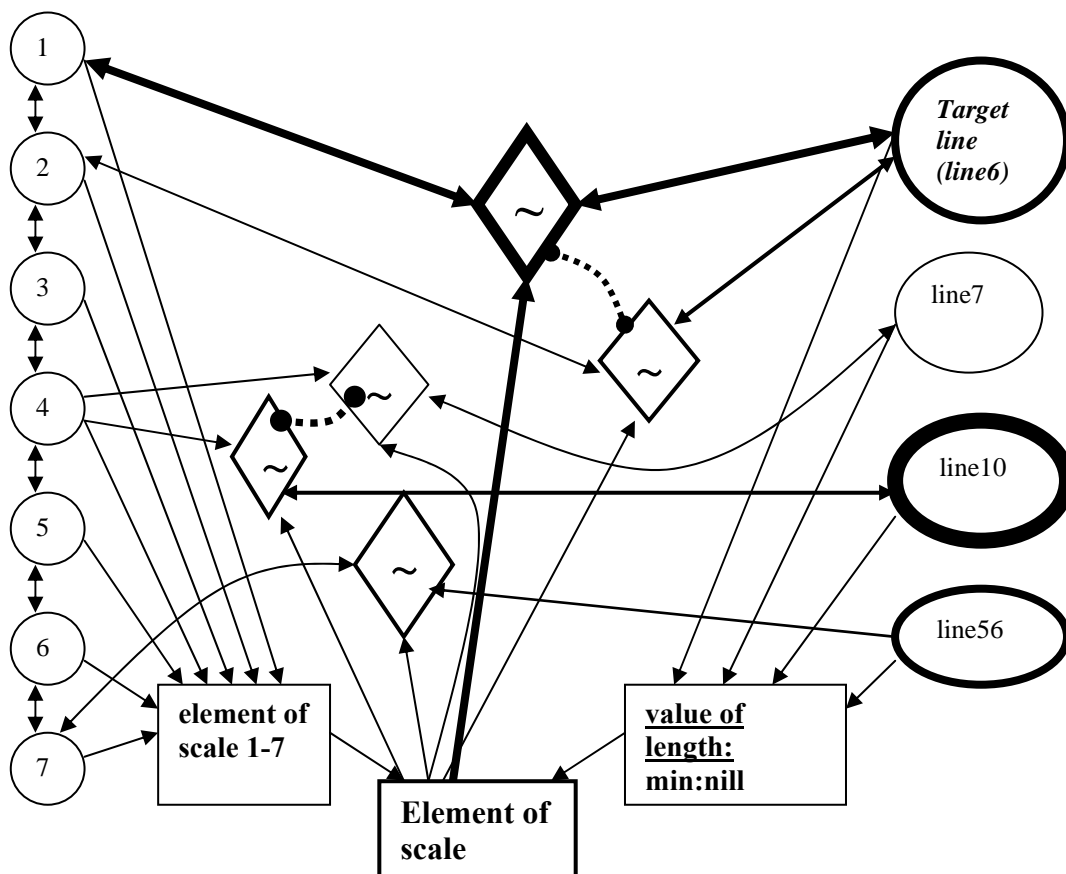 1
Target
line
(line6)
2
~
3
line7
~
~
4
~
line10
5
~
6
line56
element of
scale 1-7
value of
length:
min:nill
7
Element of
scale